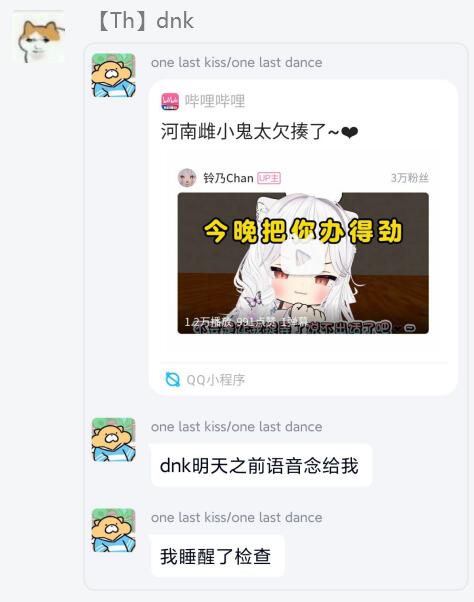 【Th】dnk
one last kiss/one last dance
哔哩哔哩
河南雌小鬼太欠揍了~❤
铃乃Chan UP主 3万粉丝
今晚把你办得劲
1.2万播放 991点赞 1弹幕
QQ小程序
one last kiss/one last dance
dnk明天之前语音念给我
one last kiss/one last dance
我睡醒了检查